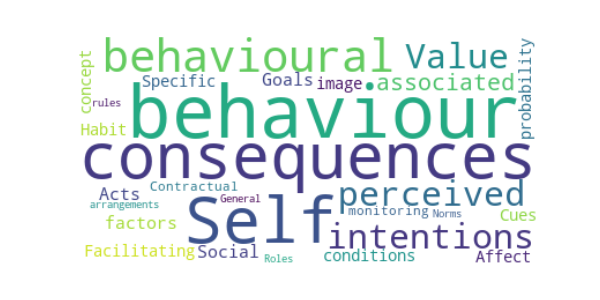 behavioural
Value
concept
Specific
Goals
image
associated
probability
rules
behaviour
Habit
consequences
Contractual
Acts
General
perceived
arrangements
Self
monitoring
Norms
Cues
factors
intentions
Facilitating
Social
Roles
conditions
Affect